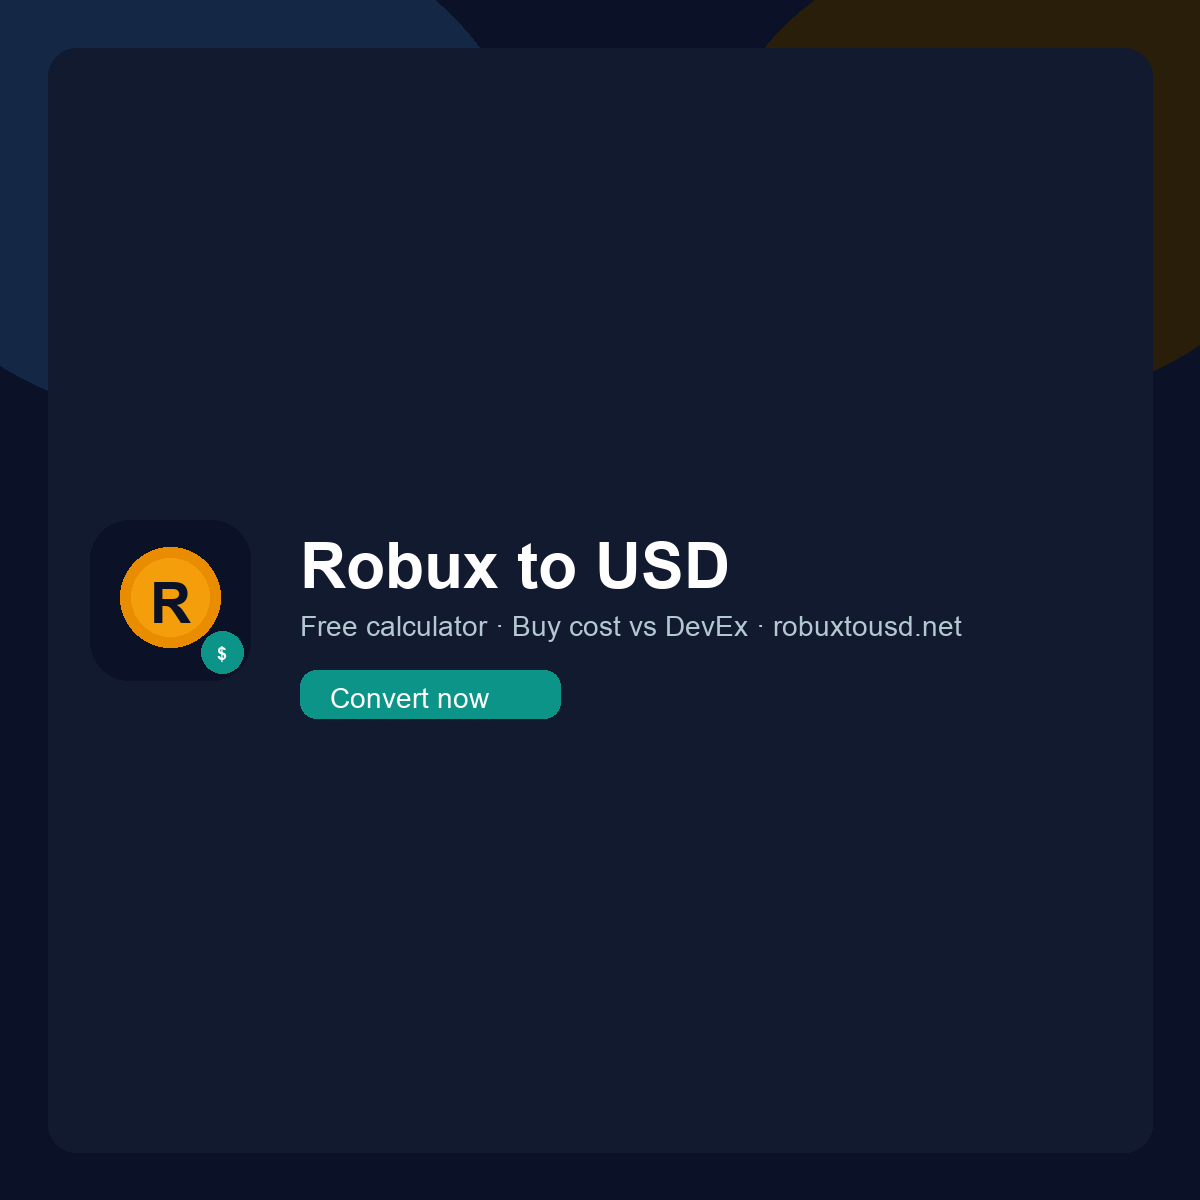 R
$
Robux to USD
Free calculator · Buy cost vs DevEx · robuxtousd.net
Convert now